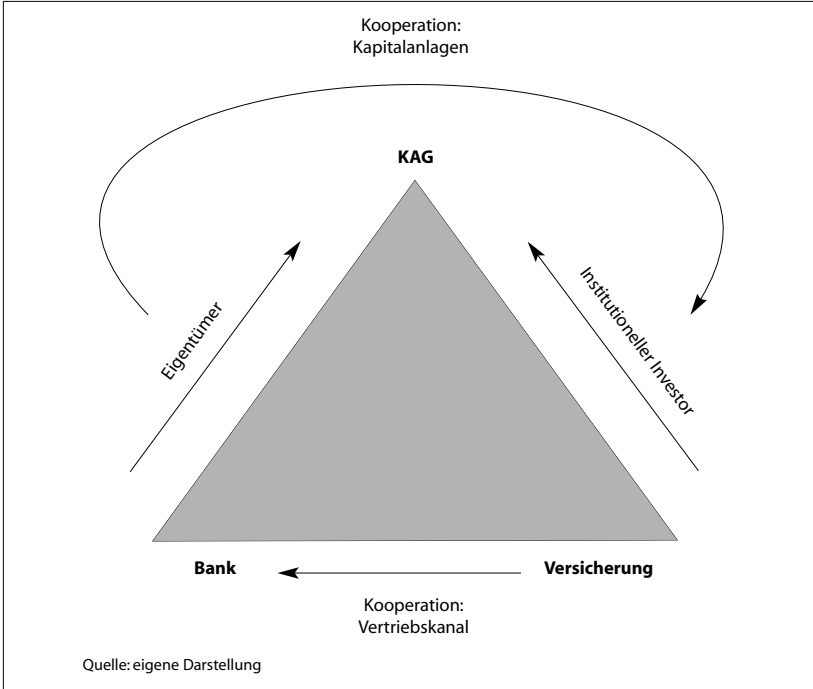 Kooperation:
Kapitalanlagen
KAG
Eigentümer
Institutioneller Investor
Bank
Versicherung
Kooperation:
Vertriebskanal
Quelle: eigene Darstellung